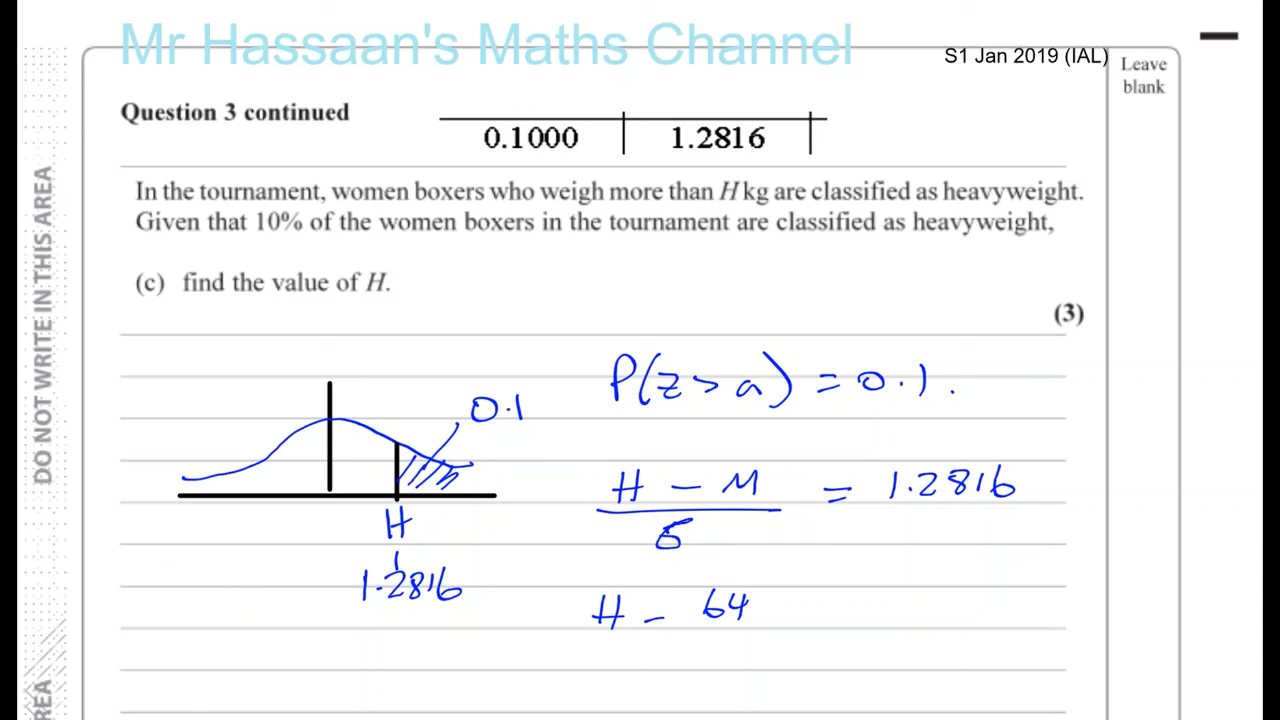 Mr Hassaan's Maths Channel
S1 Jan 2019 (IAL)
Leave
blank
Question 3 continued
0.1000 1.2816
In the tournament, women boxers who weigh more than H kg are classified as heavyweight.
Given that 10% of the women boxers in the tournament are classified as heavyweight,
(c) find the value of H.
(3)
P(z > a) = 0.1.
0.1
H - M = 1.2816
H
1.2816
H - 64
DO NOT WRITE IN THIS AREA
REA